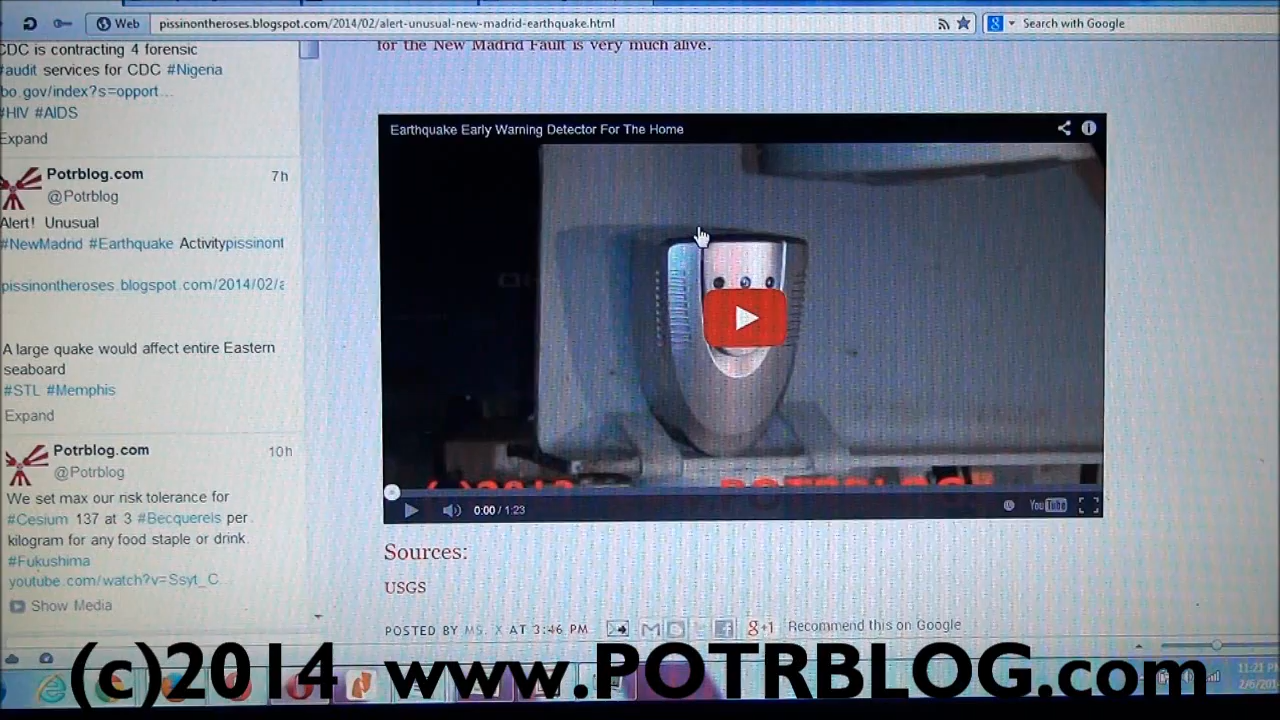 Web pissinontheroses.blogspot.com/2014/02/alert-unusual-new-madrid-earthquake.html Search with Google
CDC is contracting 4 forensic
#audit services for CDC #Nigeria
bo.gov/index?s=opport...
#HIV #AIDS
Expand
Potrblog.com 7h
@Potrblog
Alert! Unusual
#NewMadrid #Earthquake Activitypissinont
pissinontheroses.blogspot.com/2014/02/a
A large quake would affect entire Eastern
seaboard
#STL #Memphis
Expand
Potrblog.com 10h
@Potrblog
We set max our risk tolerance for
#Cesium 137 at 3 #Becquerels per
kilogram for any food staple or drink.
#Fukushima
youtube.com/watch?v=Ssyt_C...
Show Media
for the New Madrid Fault is very much alive.
Earthquake Early Warning Detector For The Home
0:00 / 1:23
YouTube
Sources:
USGS
POSTED BY MS. X AT 3:46 PM
g+1 Recommend this on Google
11:21 PM
(c)2014 www.POTRBLOG.com